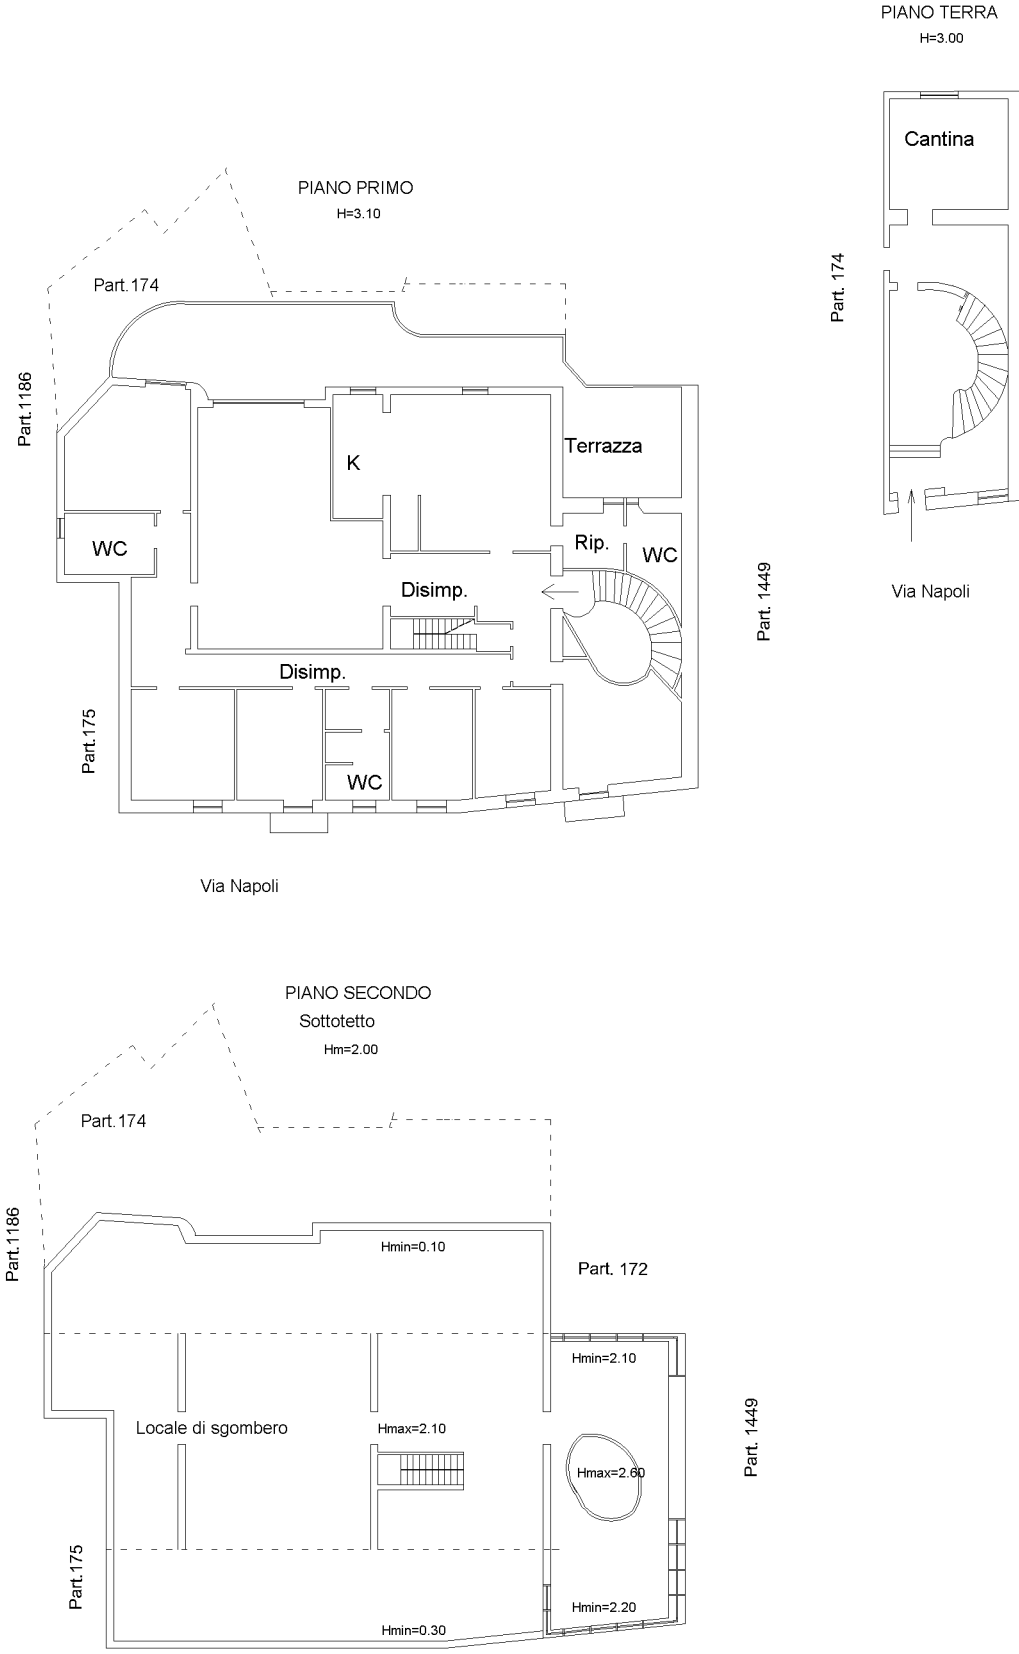 PIANO TERRA
H=3.00
Cantina
Part. 174
Via Napoli
PIANO PRIMO
H=3.10
Part.174
Part.1186
K
Terrazza
WC
Rip.
WC
Disimp.
Part. 1449
Disimp.
Part.175
WC
Via Napoli
PIANO SECONDO
Sottotetto
Hm=2.00
Part.174
Part.1186
Hmin=0.10
Part. 172
Hmin=2.10
Locale di sgombero
Hmax=2.10
Part. 1449
Hmax=2.60
Part.175
Hmin=2.20
Hmin=0.30